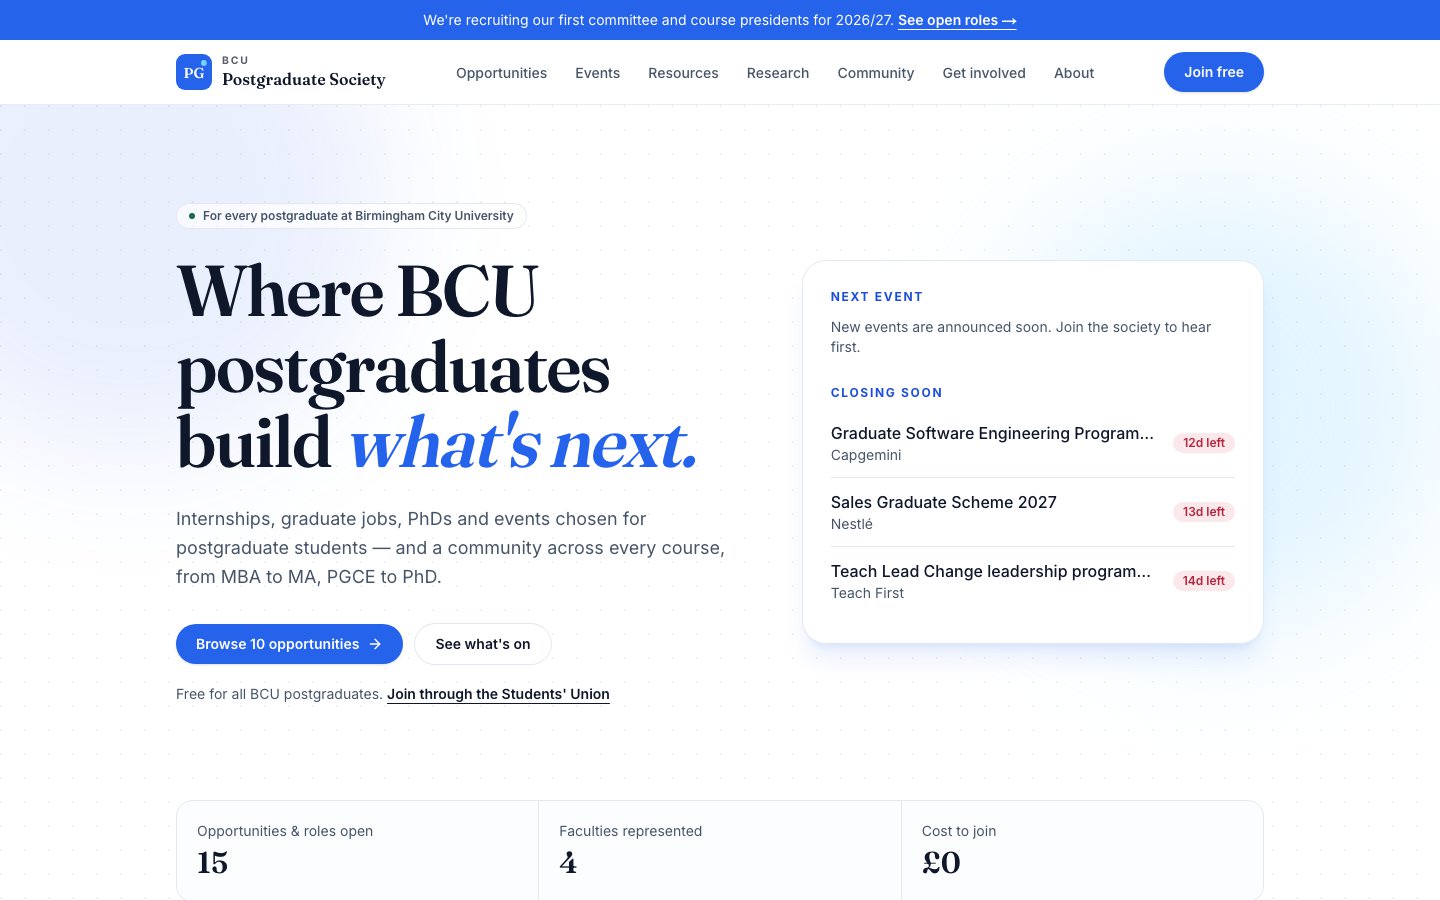 We're recruiting our first committee and course presidents for 2026/27. See open roles →
PG
BCU
Postgraduate Society
Opportunities Events Resources Research Community Get involved About
Join free
For every postgraduate at Birmingham City University
Where BCU
postgraduates
build what's next.
Internships, graduate jobs, PhDs and events chosen for
postgraduate students — and a community across every course,
from MBA to MA, PGCE to PhD.
Browse 10 opportunities →
See what's on
Free for all BCU postgraduates. Join through the Students' Union
NEXT EVENT
New events are announced soon. Join the society to hear
first.
CLOSING SOON
Graduate Software Engineering Program...
Capgemini
12d left
Sales Graduate Scheme 2027
Nestlé
13d left
Teach Lead Change leadership program...
Teach First
14d left
Opportunities & roles open
15
Faculties represented
4
Cost to join
£0